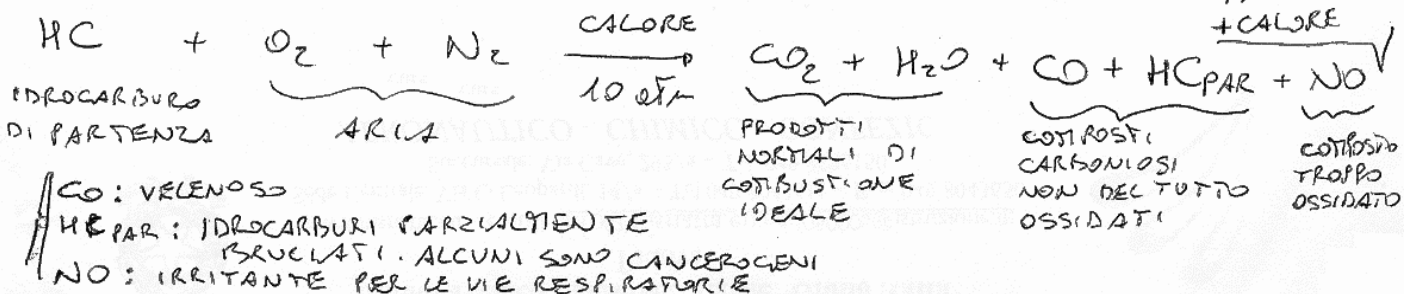 +CALORE
HC + O2 + N2 CALORE 10 atm → CO2 + H2O + CO + HCPAR + NO
IDROCARBURO DI PARTENZA
ARIA
PRODOTTI NORMALI DI COMBUSTIONE IDEALE
COMPOSTI CARBONIOSI NON DEL TUTTO OSSIDATI
COMPOSTO TROPPO OSSIDATO
CO : VELENOSO
HC PAR : IDROCARBURI PARZIALMENTE
BRUCIATI. ALCUNI SONO CANCEROGENI
NO : IRRITANTE PER LE VIE RESPIRATORIE